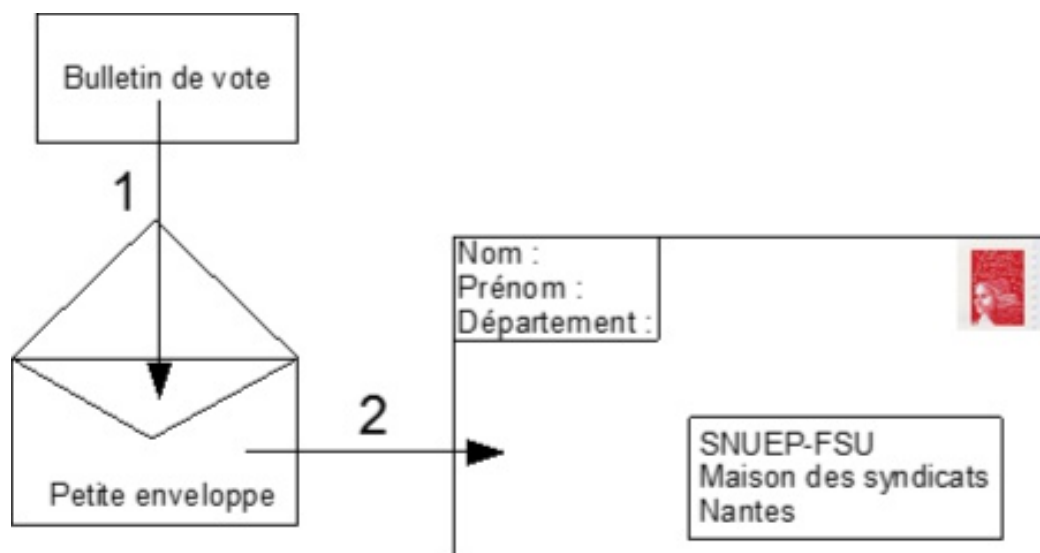 Bulletin de vote
1
Nom :
Prénom :
Département :
2
SNUEP-FSU
Maison des syndicats
Nantes
Petite enveloppe